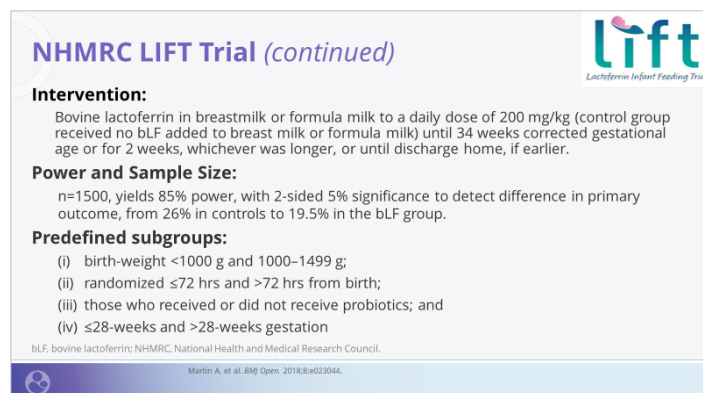 NHMRC LIFT Trial (continued)
lift
Lactoferrin Infant Feeding Tri
Intervention:
Bovine lactoferrin in breastmilk or formula milk to a daily dose of 200 mg/kg (control group
received no bLF added to breast milk or formula milk) until 34 weeks corrected gestational
age or for 2 weeks, whichever was longer, or until discharge home, if earlier.
Power and Sample Size:
n=1500, yields 85% power, with 2-sided 5% significance to detect difference in primary
outcome, from 26% in controls to 19.5% in the bLF group.
Predefined subgroups:
(i) birth-weight <1000 g and 1000–1499 g;
(ii) randomized ≤72 hrs and >72 hrs from birth;
(iii) those who received or did not receive probiotics; and
(iv) ≤28-weeks and >28-weeks gestation
bLF, bovine lactoferrin; NHMRC, National Health and Medical Research Council.
Martin A, et al. BMJ Open. 2018;8:e023044.